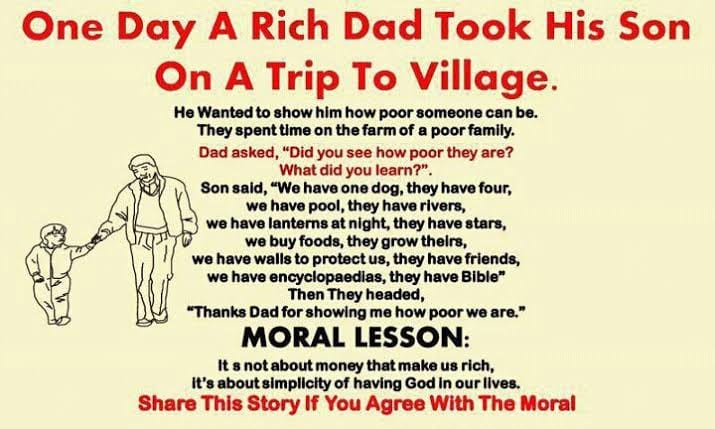 One Day A Rich Dad Took His Son
On A Trip To Village.
He Wanted to show him how poor someone can be.
They spent time on the farm of a poor family.
Dad asked, "Did you see how poor they are?
What did you learn?".
Son said, "We have one dog, they have four,
we have pool, they have rivers,
we have lanterns at night, they have stars,
we buy foods, they grow theirs,
we have walls to protect us, they have friends,
we have encyclopaedias, they have Bible"
Then They headed,
"Thanks Dad for showing me how poor we are."
MORAL LESSON:
It s not about money that make us rich,
it's about simplicity of having God in our lives.
Share This Story If You Agree With The Moral